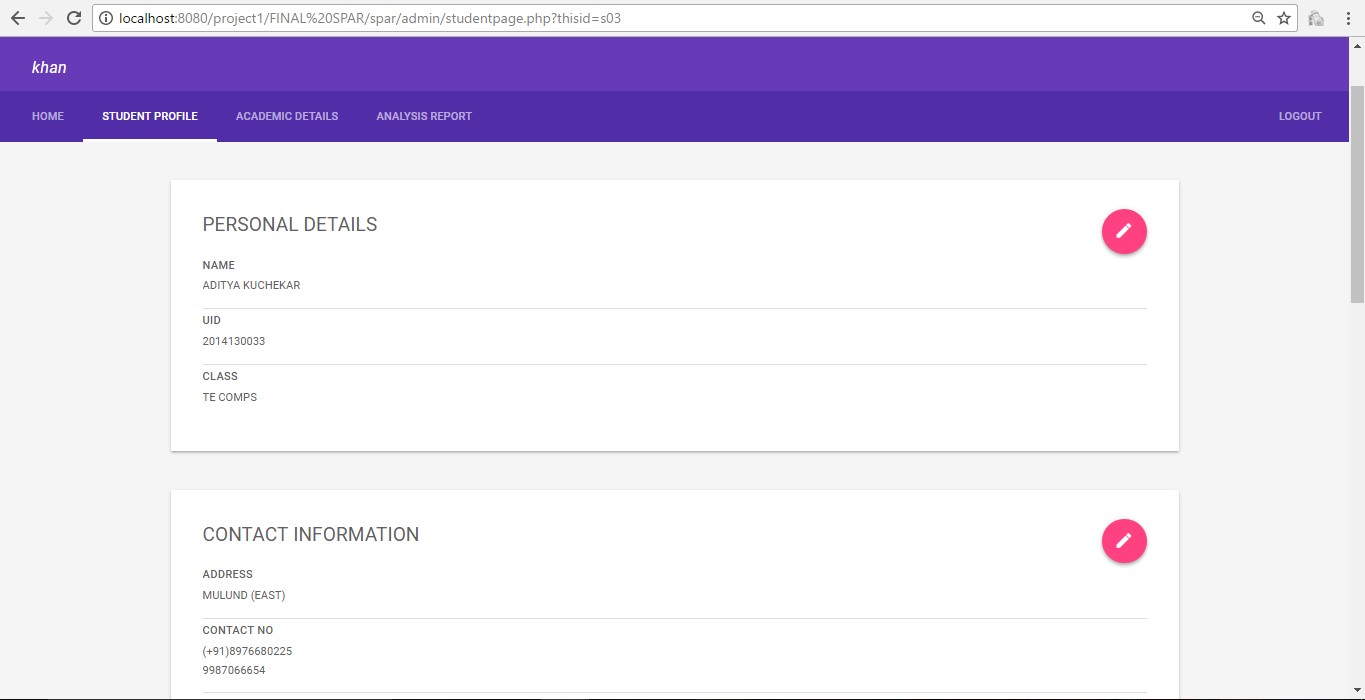 localhost:8080/project1/FINAL%20SPAR/spar/admin/studentpage.php?thisid=s03
khan
HOME STUDENT PROFILE ACADEMIC DETAILS ANALYSIS REPORT LOGOUT
PERSONAL DETAILS
NAME
ADITYA KUCHEKAR
UID
2014130033
CLASS
TE COMPS
CONTACT INFORMATION
ADDRESS
MULUND (EAST)
CONTACT NO
(+91)8976680225
9987066654